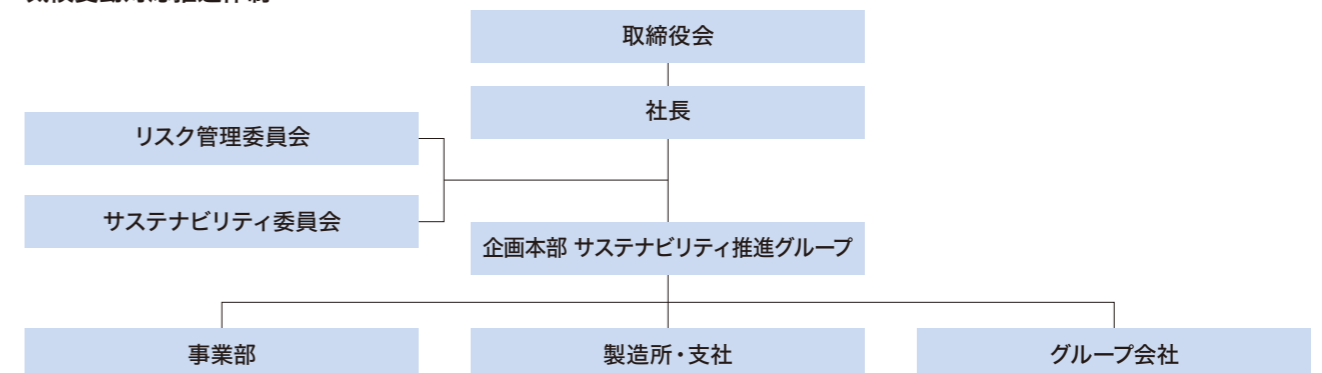 取締役会
社長
リスク管理委員会
サステナビリティ委員会
企画本部 サステナビリティ推進グループ
事業部
製造所・支社
グループ会社